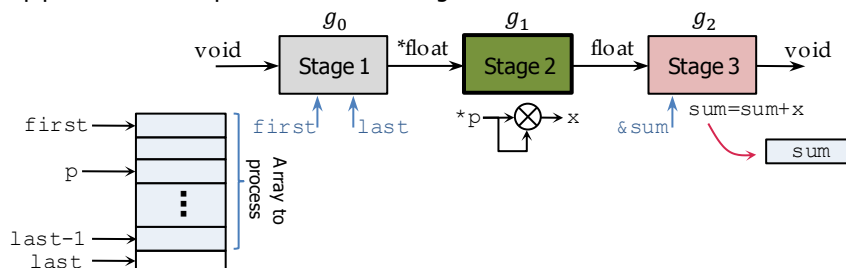 g₀ g₁ g₂
void Stage 1 *float Stage 2 float Stage 3 void
first last
*p x
&sum sum=sum+x
sum
first
p
last-1
last
A rray to
process